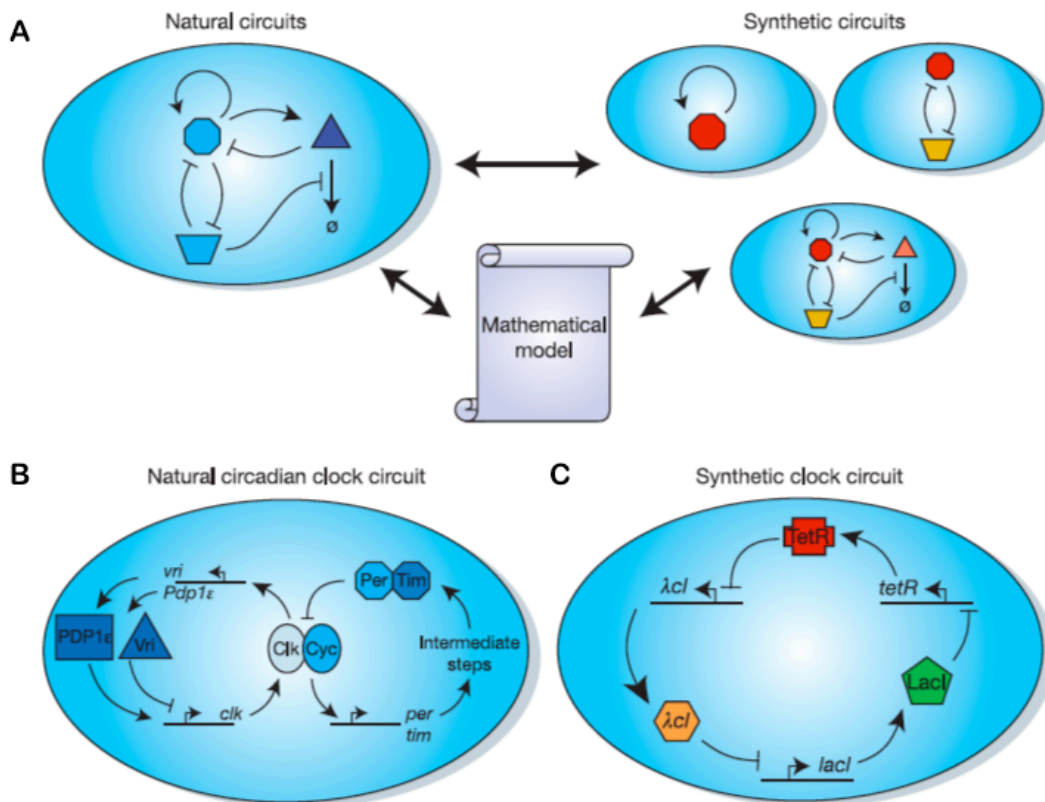 A
Natural circuits
Synthetic circuits
ø
ø
Mathematical
model
B
Natural circadian clock circuit
vri
Pdp1ε
Per Tim
PDP1ε
Vri
Clk Cyc
Intermediate
steps
clk
per
tim
C
Synthetic clock circuit
TetR
λcI
tetR
LacI
λcI
lacI